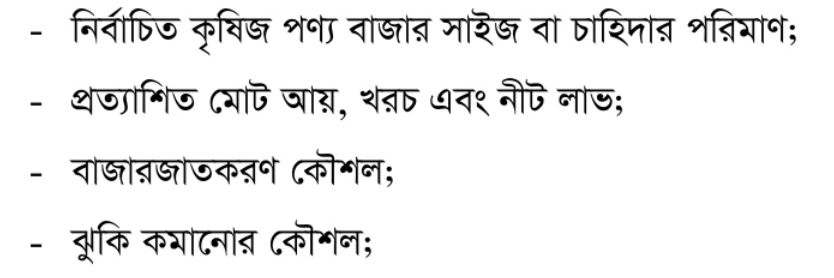 - নির্বাচিত কৃষিজ পণ্য বাজার সাইজ বা চাহিদার পরিমাণ;
- প্রত্যাশিত মোট আয়, খরচ এবং নীট লাভ;
- বাজারজাতকরণ কৌশল;
- ঝুকি কমানোর কৌশল;